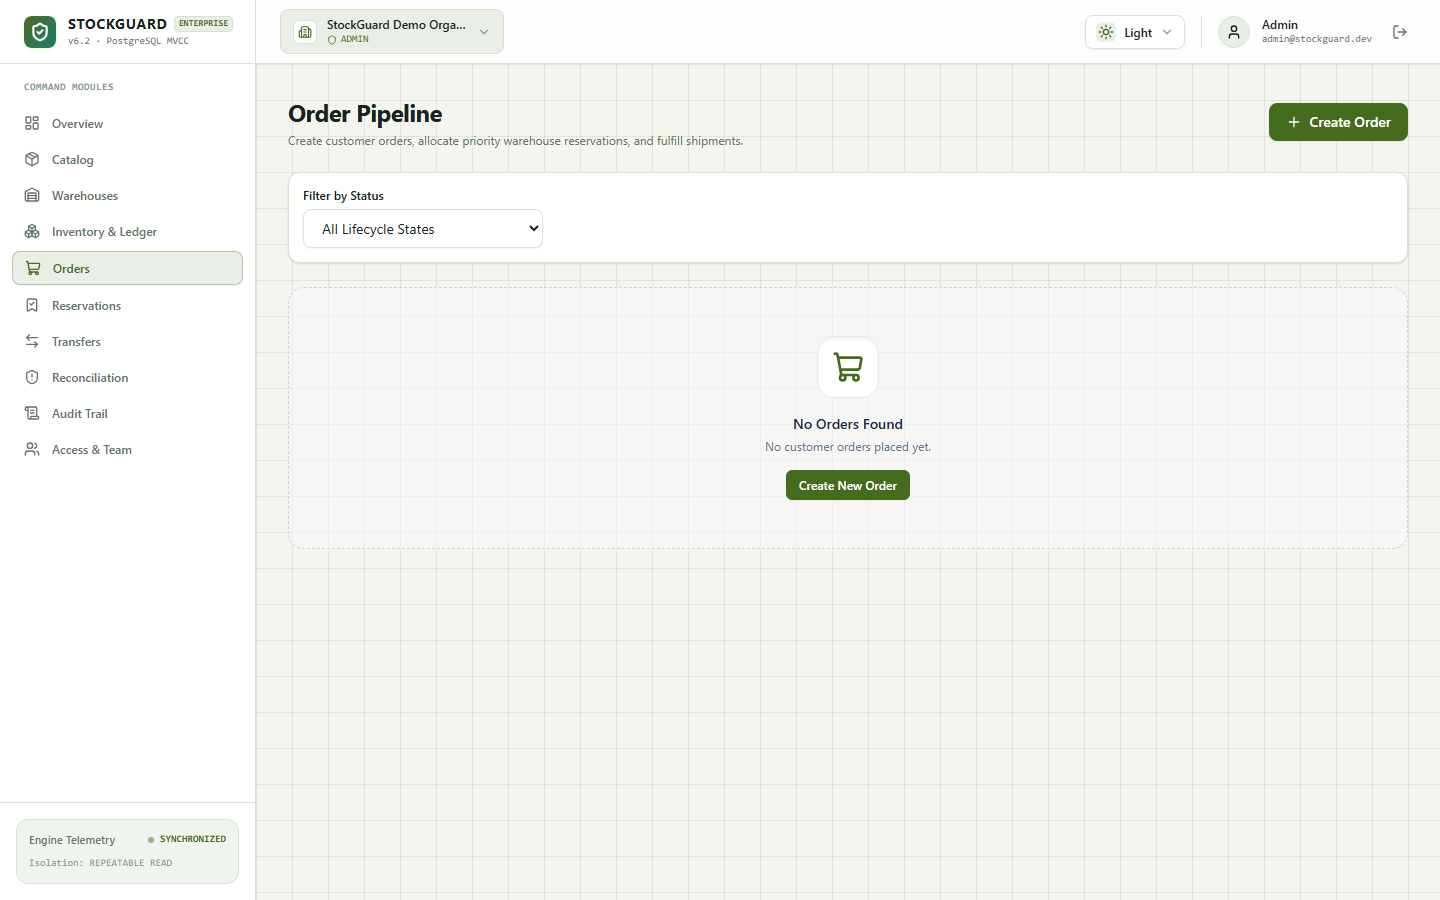 STOCKGUARD ENTERPRISE
v6.2 · PostgreSQL MVCC
StockGuard Demo Orga...
ADMIN
Light
Admin
admin@stockguard.dev
COMMAND MODULES
Overview
Catalog
Warehouses
Inventory & Ledger
Orders
Reservations
Transfers
Reconciliation
Audit Trail
Access & Team
Engine Telemetry
SYNCHRONIZED
Isolation: REPEATABLE READ
Order Pipeline
Create customer orders, allocate priority warehouse reservations, and fulfill shipments.
Create Order
Filter by Status
All Lifecycle States
No Orders Found
No customer orders placed yet.
Create New Order